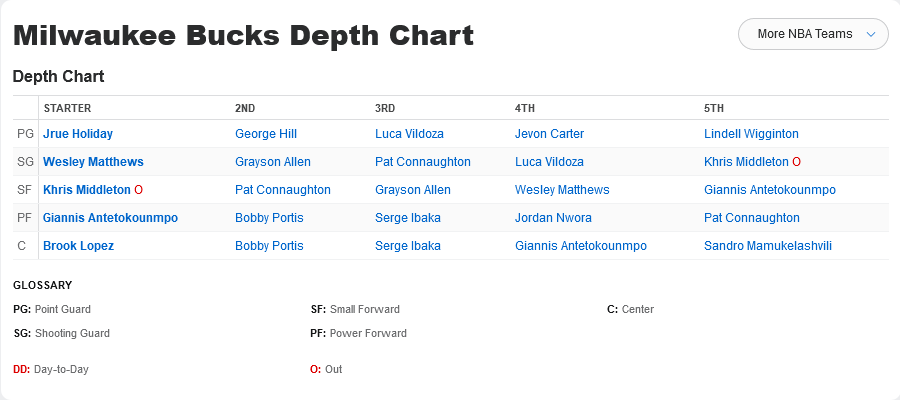 Milwaukee Bucks Depth Chart
More NBA Teams
Depth Chart
STARTER 2ND 3RD 4TH 5TH
PG Jrue Holiday George Hill Luca Vildoza Jevon Carter Lindell Wigginton
SG Wesley Matthews Grayson Allen Pat Connaughton Luca Vildoza Khris Middleton O
SF Khris Middleton O Pat Connaughton Grayson Allen Wesley Matthews Giannis Antetokounmpo
PF Giannis Antetokounmpo Bobby Portis Serge Ibaka Jordan Nwora Pat Connaughton
C Brook Lopez Bobby Portis Serge Ibaka Giannis Antetokounmpo Sandro Mamukelashvili
GLOSSARY
PG: Point Guard SF: Small Forward C: Center
SG: Shooting Guard PF: Power Forward
DD: Day-to-Day O: Out